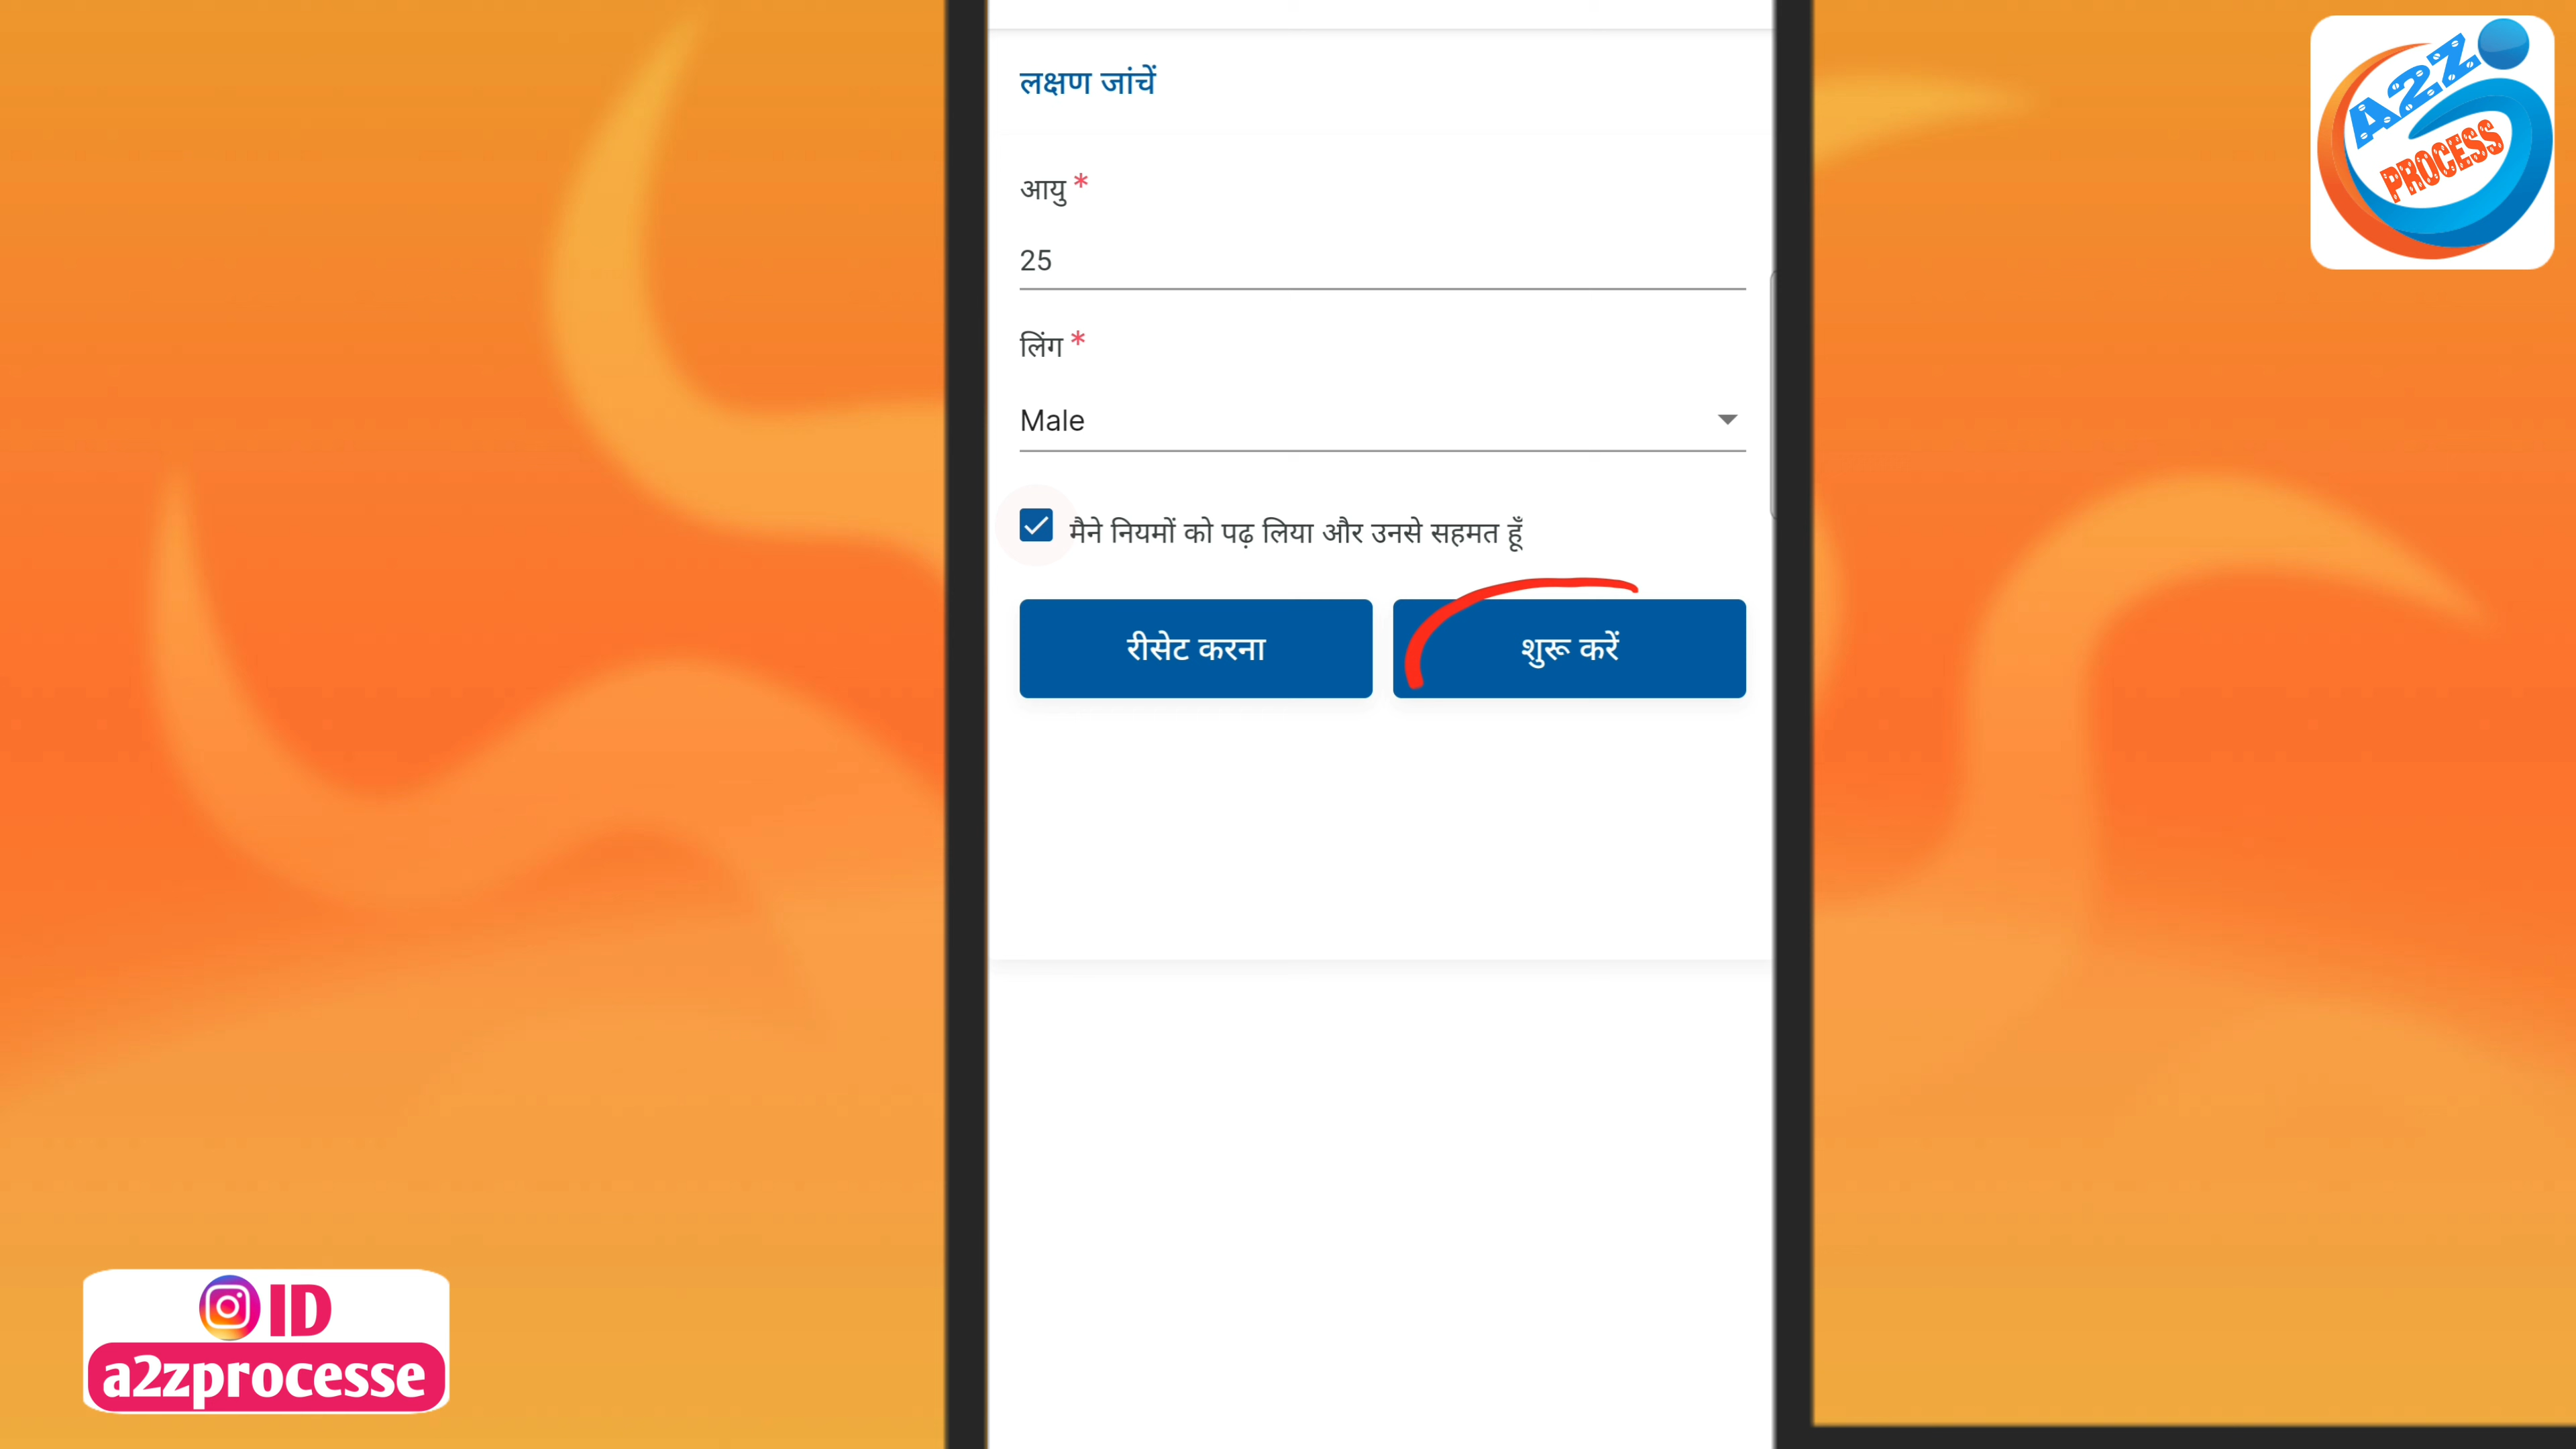 लक्षण जांचें
आयु *
25
लिंग *
Male
मैने नियमों को पढ़ लिया और उनसे सहमत हूँ
रीसेट करना
शुरू करें
A2Z
PROCESS
ID
a2zprocesse